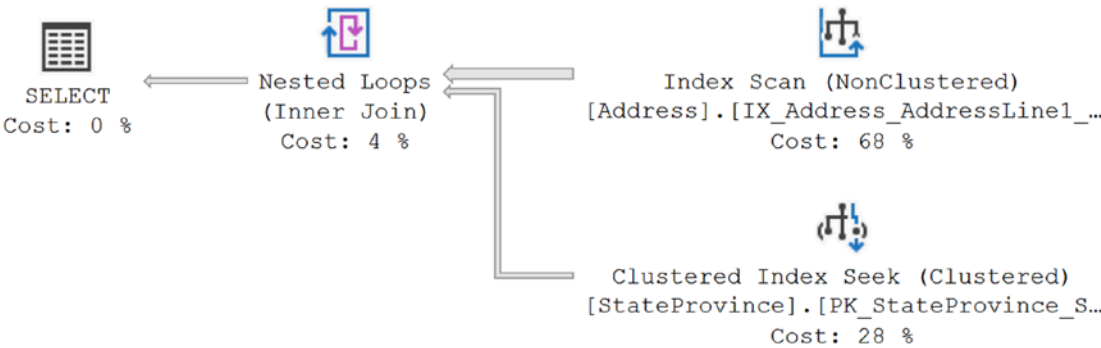 SELECT
Cost: 0 %
Nested Loops
(Inner Join)
Cost: 4 %
Index Scan (NonClustered)
[Address].[IX_Address_AddressLine1_…
Cost: 68 %
Clustered Index Seek (Clustered)
[StateProvince].[PK_StateProvince_S…
Cost: 28 %